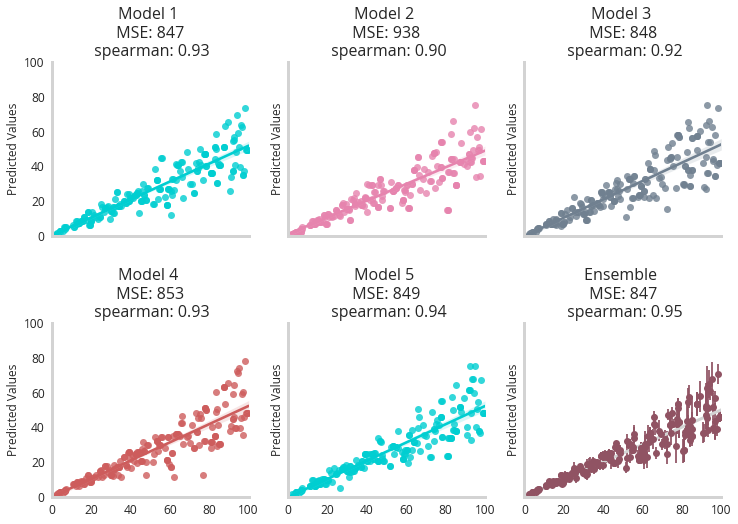 Model 1
MSE: 847
spearman: 0.93
Model 2
MSE: 938
spearman: 0.90
Model 3
MSE: 848
spearman: 0.92
100
80
60
40
20
0
Predicted Values
Predicted Values
Predicted Values
Model 4
MSE: 853
spearman: 0.93
Model 5
MSE: 849
spearman: 0.94
Ensemble
MSE: 847
spearman: 0.95
100
80
60
40
20
0
Predicted Values
Predicted Values
Predicted Values
0 20 40 60 80 100
0 20 40 60 80 100
0 20 40 60 80 100